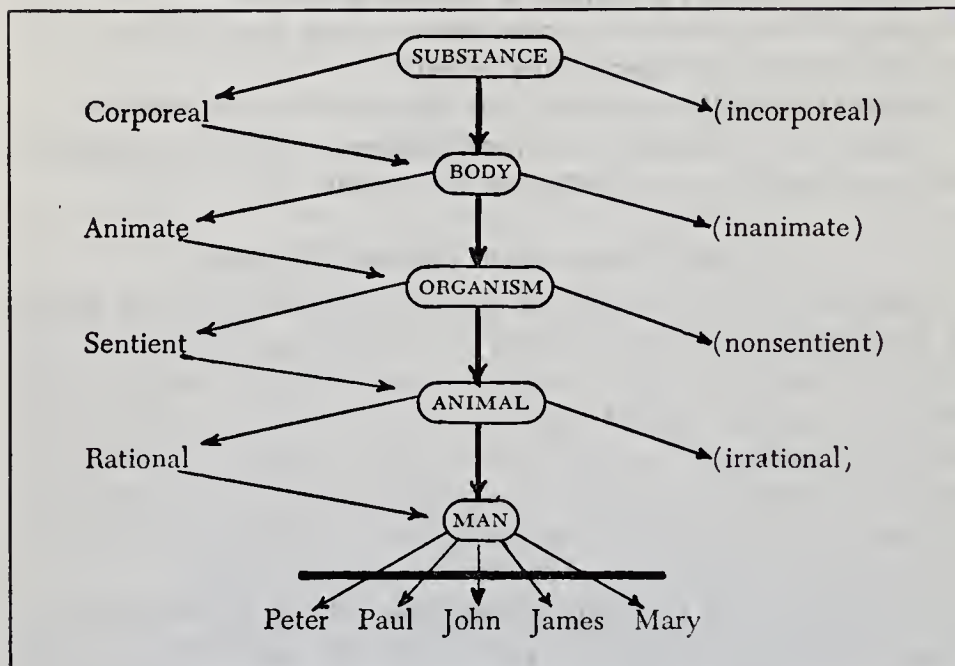 SUBSTANCE
Corporeal (incorporeal)
BODY
Animate (inanimate)
ORGANISM
Sentient (nonsentient)
ANIMAL
Rational (irrational,
MAN
Peter Paul John James Mary